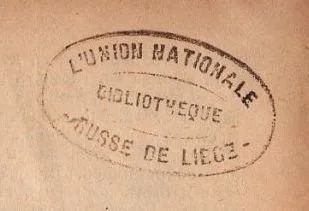 L'UNION NATIONALE
BIBLIOTHEQUE
-RUSSE DE LIEGE-